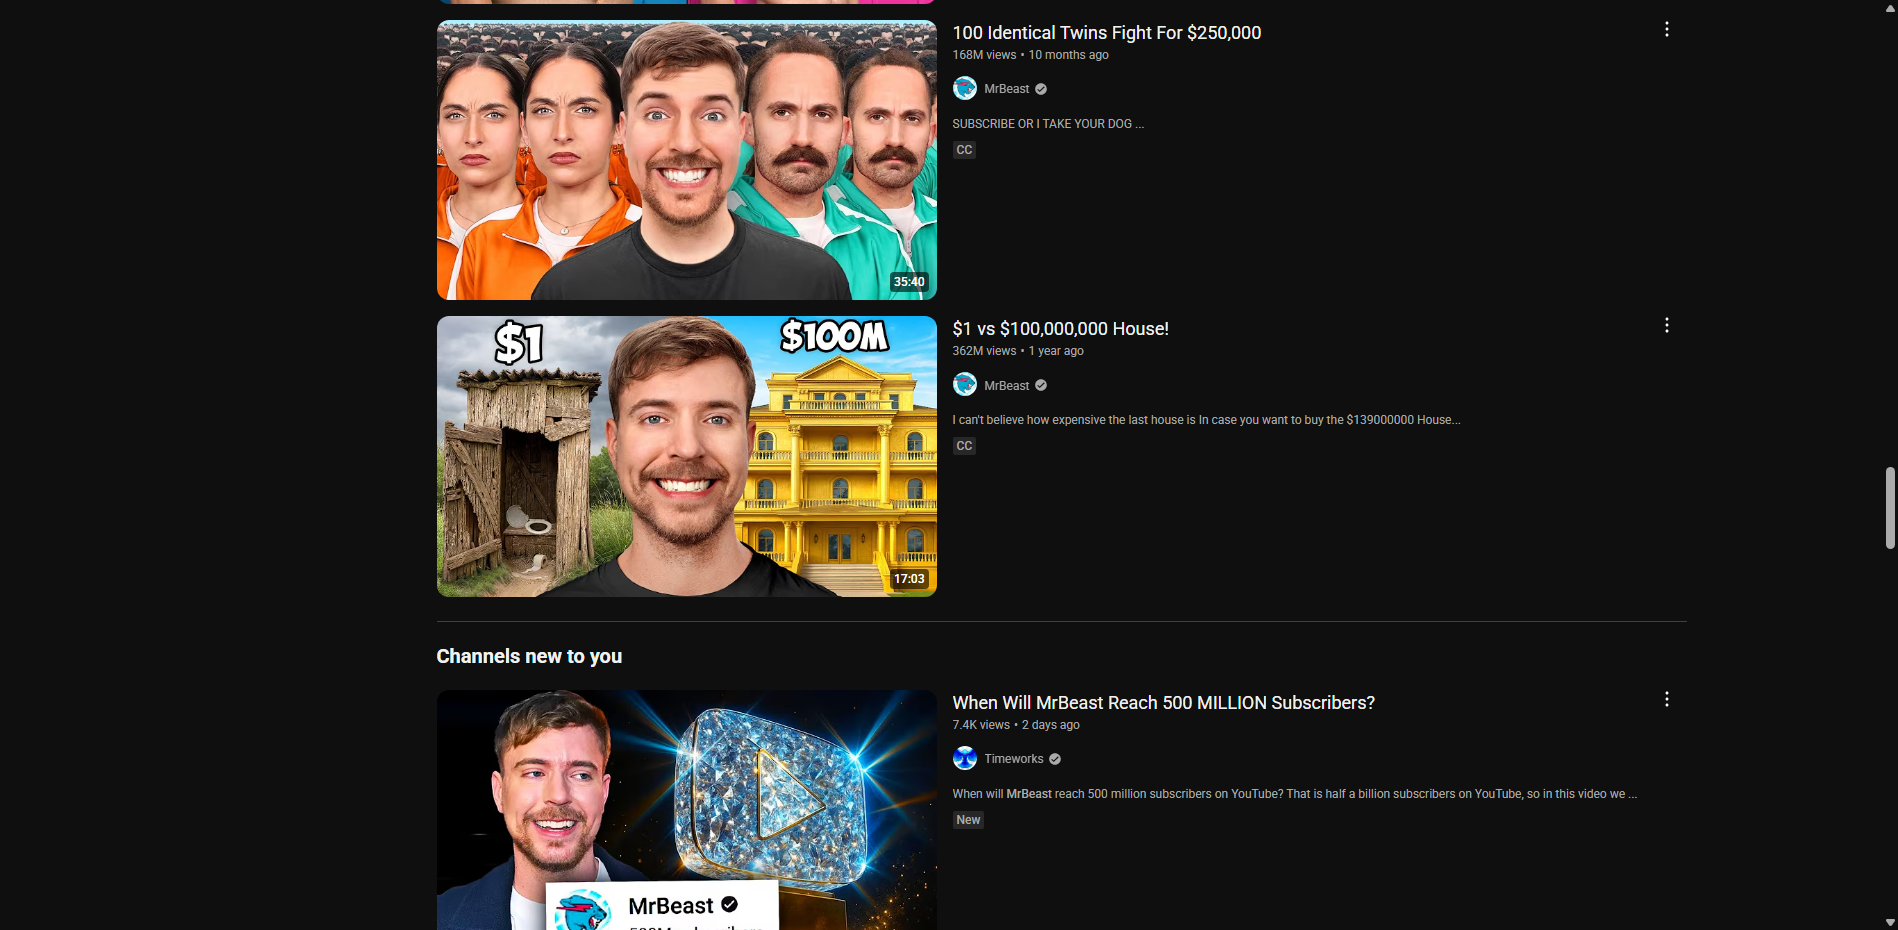 100 Identical Twins Fight For $250,000
168M views • 10 months ago
MrBeast
SUBSCRIBE OR I TAKE YOUR DOG ...
CC
35:40
$1
$100M
17:03
$1 vs $100,000,000 House!
362M views • 1 year ago
MrBeast
I can't believe how expensive the last house is In case you want to buy the $139000000 House...
CC
Channels new to you
When Will MrBeast Reach 500 MILLION Subscribers?
7.4K views • 2 days ago
Timeworks
When will MrBeast reach 500 million subscribers on YouTube? That is half a billion subscribers on YouTube, so in this video we ...
New
MrBeast